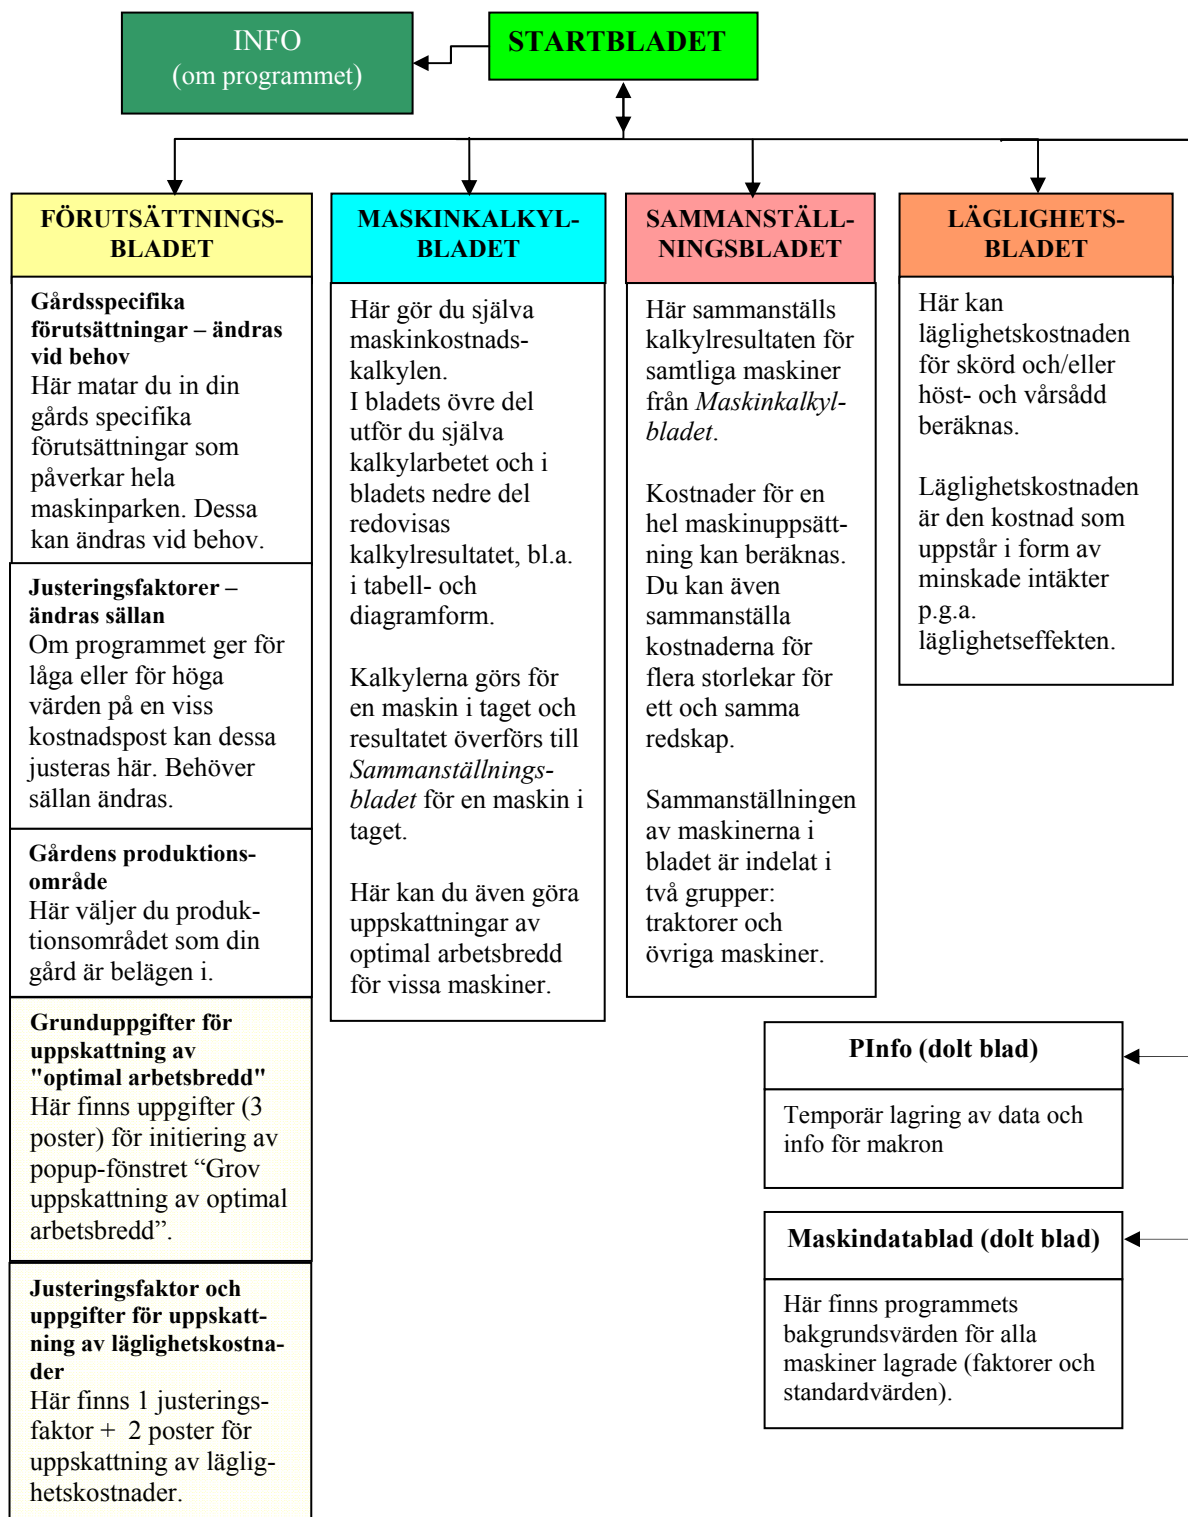 INFO
(om programmet)
STARTBLADET
FÖRUTSÄTTNINGS-
BLADET
Gårdsspecifika
förutsättningar – ändras
vid behov
Här matar du in din
gårds specifika
förutsättningar som
påverkar hela
maskinparken. Dessa
kan ändras vid behov.
Justeringsfaktorer –
ändras sällan
Om programmet ger för
låga eller för höga
värden på en viss
kostnadspost kan dessa
justeras här. Behöver
sällan ändras.
Gårdens produktions-
område
Här väljer du produk-
tionsområdet som din
gård är belägen i.
Grunduppgifter för
uppskattning av
"optimal arbetsbredd"
Här finns uppgifter (3
poster) för initiering av
popup-fönstret “Grov
uppskattning av optimal
arbetsbredd”.
Justeringsfaktor och
uppgifter för uppskatt-
ning av läglighetskostna-
der
Här finns 1 justerings-
faktor + 2 poster för
uppskattning av läglig-
hetskostnader.
MASKINKALKYL-
BLADET
Här gör du själva
maskinkostnads-
kalkylen.
I bladets övre del
utför du själva
kalkylarbetet och i
bladets nedre del
redovisas
kalkylresultatet, bl.a.
i tabell- och
diagramform.
Kalkylerna görs för
en maskin i taget och
resultatet överförs till
Sammanställnings-
bladet för en maskin i
taget.
Här kan du även göra
uppskattningar av
optimal arbetsbredd
för vissa maskiner.
SAMMANSTÄLL-
NINGSBLADET
Här sammanställs
kalkylresultaten för
samtliga maskiner
från Maskinkalkyl-
bladet.
Kostnader för en
hel maskinuppsätt-
ning kan beräknas.
Du kan även
sammanställa
kostnaderna för
flera storlekar för
ett och samma
redskap.
Sammanställningen
av maskinerna i
bladet är indelat i
två grupper:
traktorer och
övriga maskiner.
LÄGLIGHETS-
BLADET
Här kan
läglighetskostnaden
för skörd och/eller
höst- och vårsådd
beräknas.
Läglighetskostnaden
är den kostnad som
uppstår i form av
minskade intäkter
p.g.a.
läglighetseffekten.
PInfo (dolt blad)
Temporär lagring av data och
info för makron
Maskindatablad (dolt blad)
Här finns programmets
bakgrundsvärden för alla
maskiner lagrade (faktorer och
standardvärden).